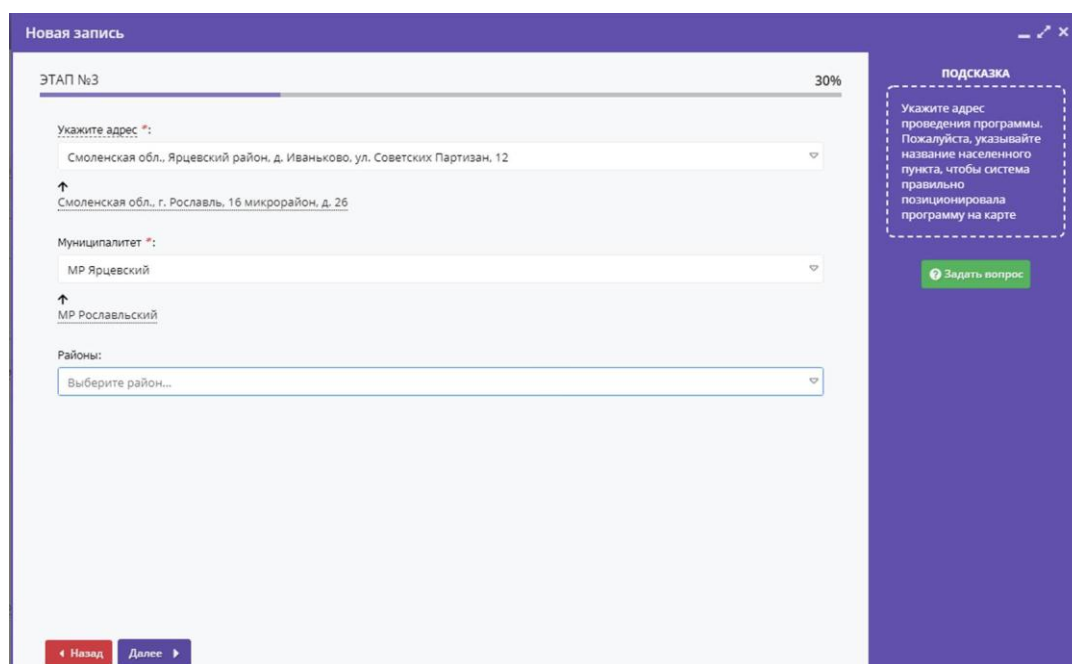 Новая запись
ЭТАП №3
30%
Укажите адрес *:
Смоленская обл., Ярцевский район, д. Иваньково, ул. Советских Партизан, 12
Смоленская обл., г. Рославль, 16 микрорайон, д. 26
Муниципалитет *:
МР Ярцевский
МР Рославльский
Районы:
Выберите район...
Назад
Далее
ПОДСКАЗКА
Укажите адрес
проведения программы.
Пожалуйста, указывайте
название населенного
пункта, чтобы система
правильно
позиционировала
программу на карте
Задать вопрос